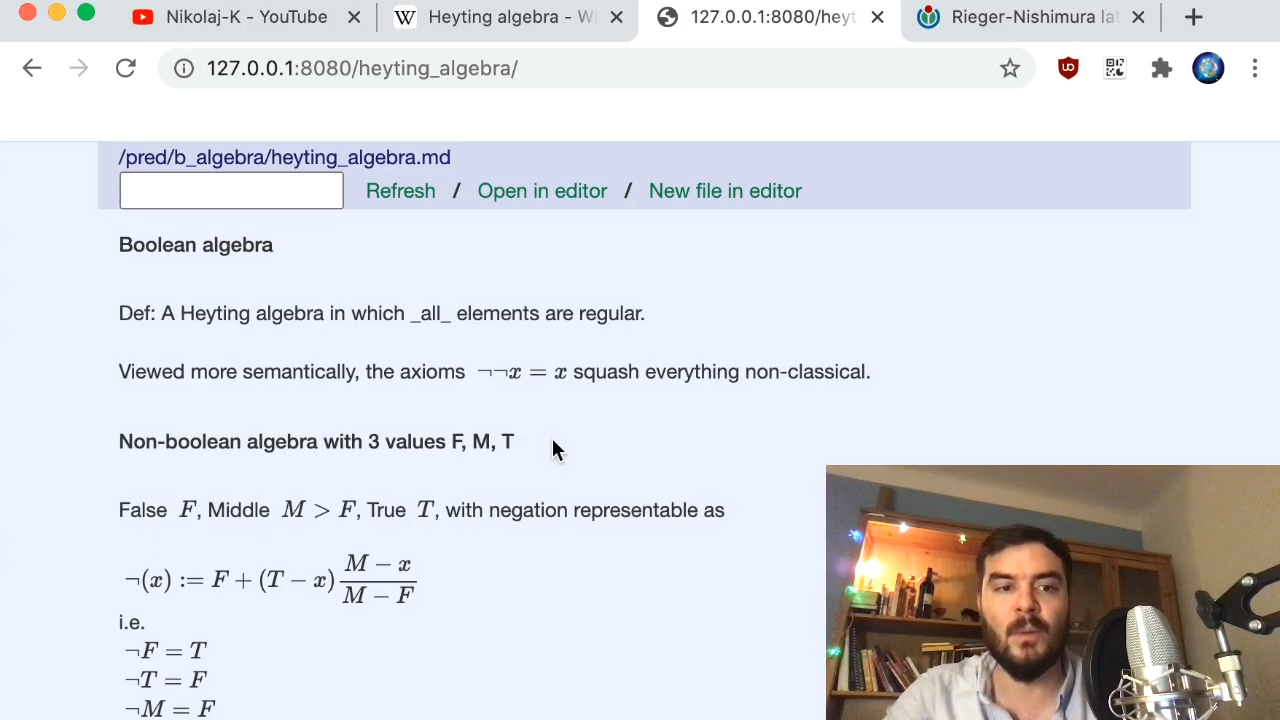 Nikolaj-K - YouTube
Heyting algebra - Wi
127.0.0.1:8080/heyt
Rieger-Nishimura lat
127.0.0.1:8080/heyting_algebra/
/pred/b_algebra/heyting_algebra.md
Refresh / Open in editor / New file in editor
Boolean algebra
Def: A Heyting algebra in which _all_ elements are regular.
Viewed more semantically, the axioms ¬¬x = x squash everything non-classical.
Non-boolean algebra with 3 values F, M, T
False F, Middle M > F, True T, with negation representable as
¬(x) := F + (T − x) (M − x)/(M − F)
i.e.
¬F = T
¬T = F
¬M = F